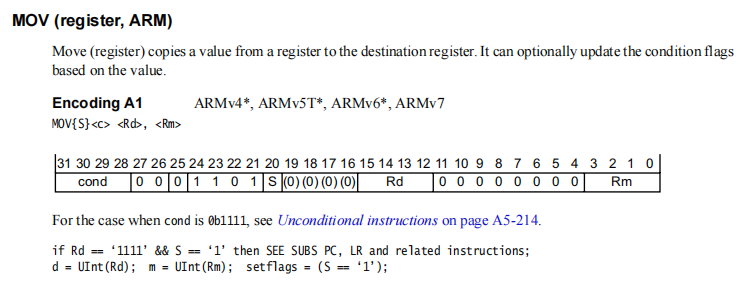 MOV (register, ARM)
Move (register) copies a value from a register to the destination register. It can optionally update the condition flags
based on the value.
Encoding A1 ARMv4*, ARMv5T*, ARMv6*, ARMv7
MOV{S}<c> <Rd>, <Rm>
31 30 29 28 27 26 25 24 23 22 21 20 19 18 17 16 15 14 13 12 11 10 9 8 7 6 5 4 3 2 1 0
cond 0 0 0 1 1 0 1 S (0) (0) (0) (0) Rd 0 0 0 0 0 0 0 0 Rm
For the case when cond is 0b1111, see Unconditional instructions on page A5-214.
if Rd == '1111' && S == '1' then SEE SUBS PC, LR and related instructions;
d = UInt(Rd); m = UInt(Rm); setflags = (S == '1');